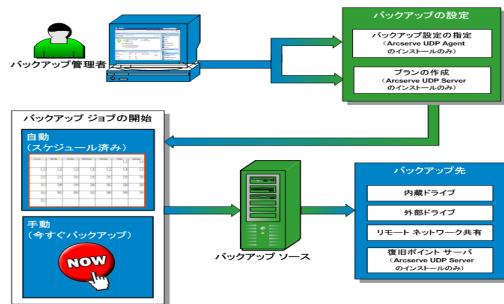 バックアップ管理者
バックアップの設定
バックアップ設定の指定
（Arcserve UDP Agent
のインストールのみ）
プランの作成
（Arcserve UDP Server
のインストールのみ）
バックアップ ジョブの開始
自動
（スケジュール済み）
手動
（今すぐバックアップ）
NOW
バックアップ ソース
バックアップ先
内蔵ドライブ
外部ドライブ
リモート ネットワーク共有
復旧ポイント サーバ
（Arcserve UDP Server
のインストールのみ）